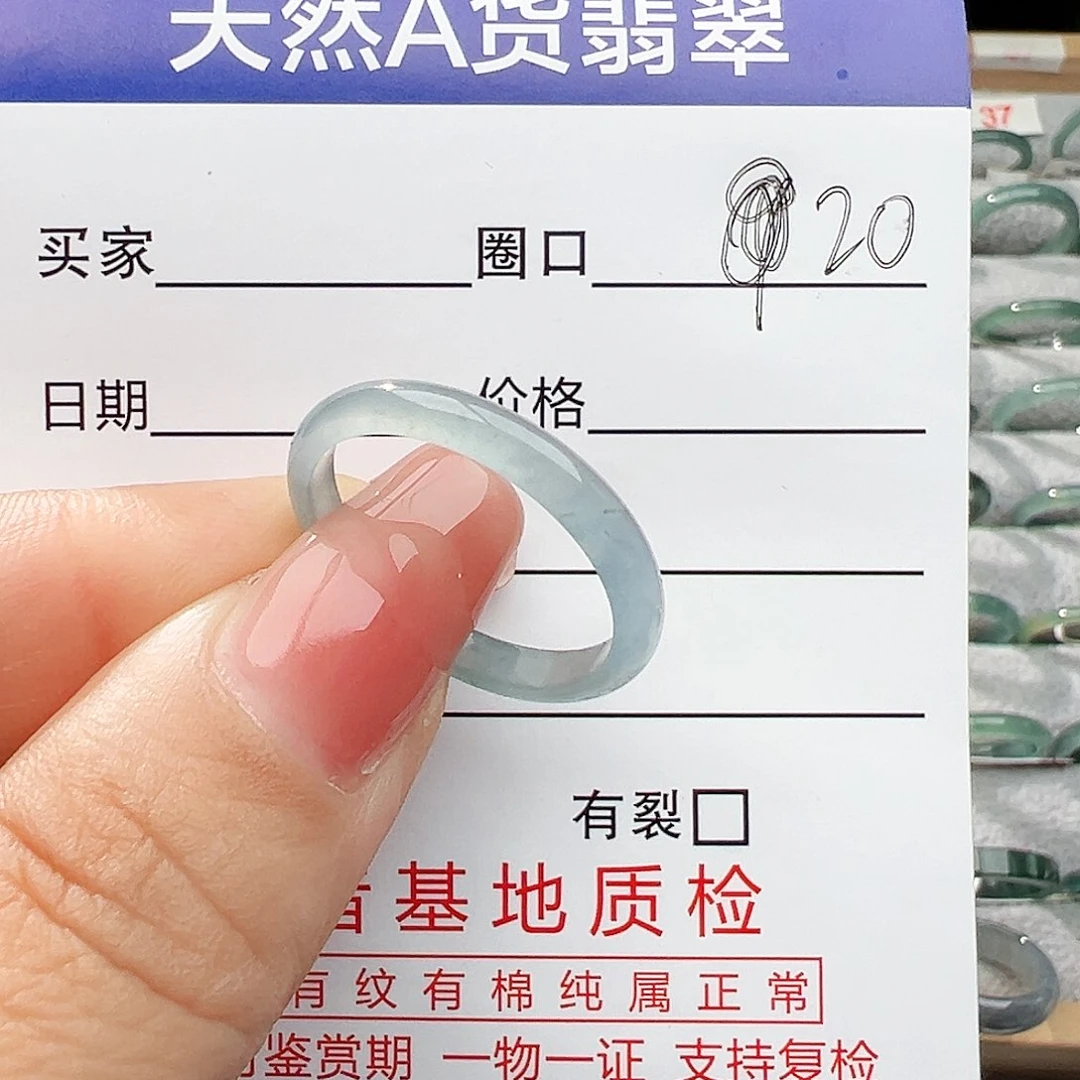 天然A货翡翠
37
买家 圈口 20
日期 价格
有裂
基地质检
有纹有棉纯属正常
鉴赏期 一物一证 支持复检